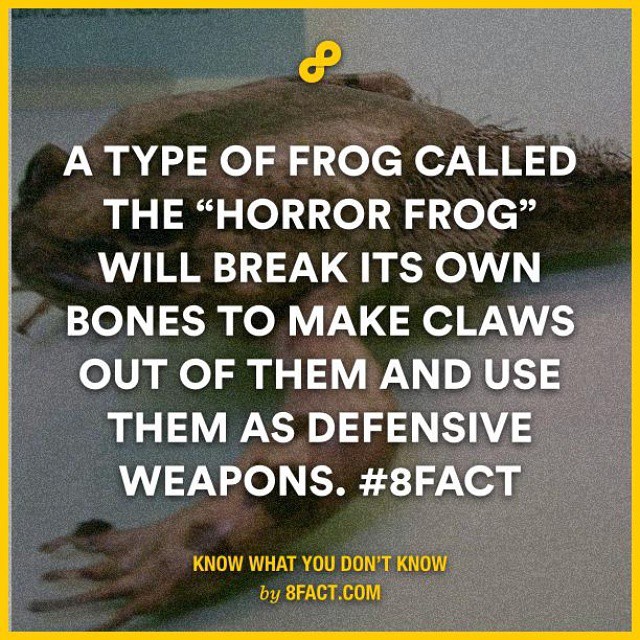 A TYPE OF FROG CALLED
THE “HORROR FROG”
WILL BREAK ITS OWN
BONES TO MAKE CLAWS
OUT OF THEM AND USE
THEM AS DEFENSIVE
WEAPONS. #8FACT
KNOW WHAT YOU DON'T KNOW
by 8FACT.COM